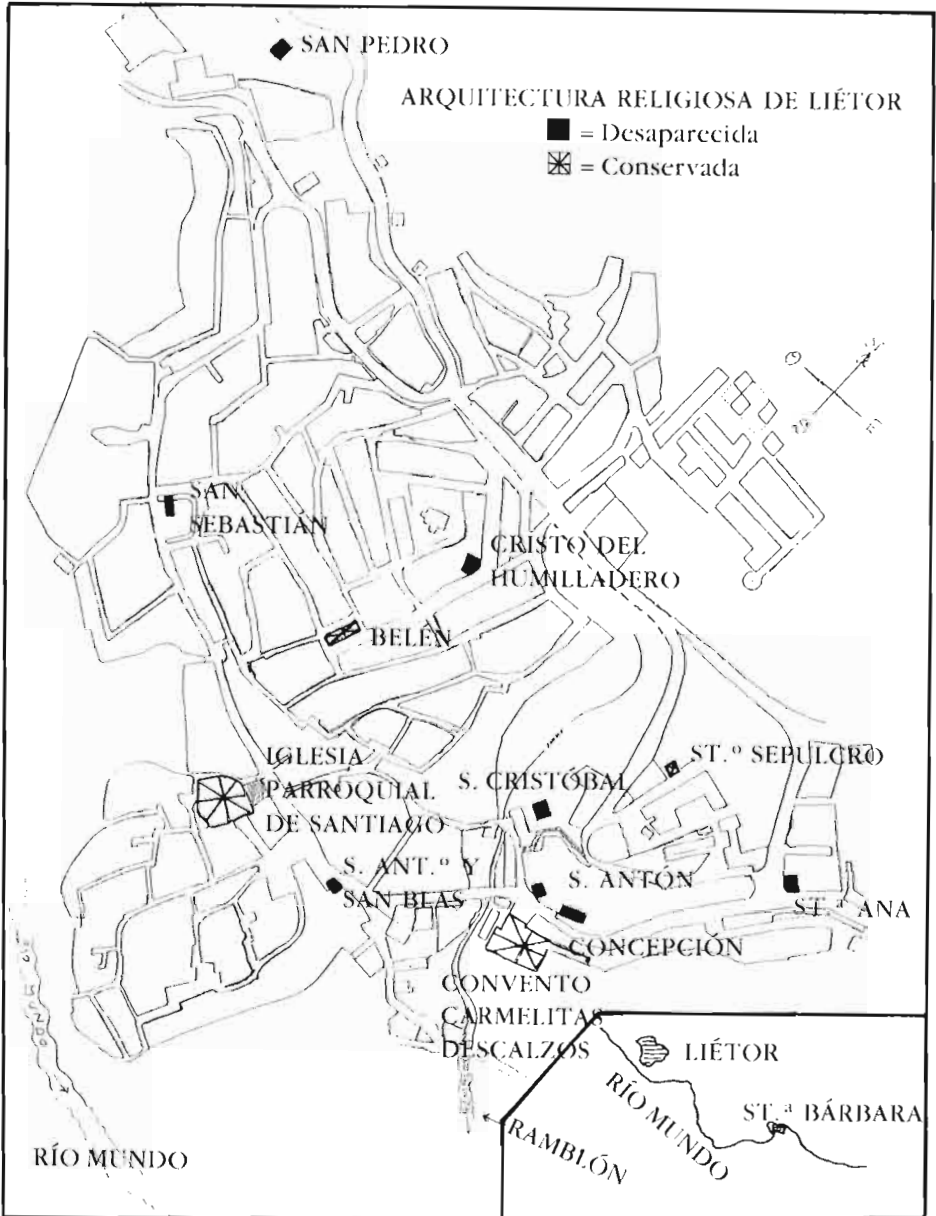 SAN PEDRO
ARQUITECTURA RELIGIOSA DE LIÉTOR
= Desaparecida
= Conservada
SAN
SEBASTIAN
CRISTO DEL
HUMILLADERO
BELÉN
IGLESIA
PARROQUIAL
DE SANTIAGO
S. CRISTÓBAL
ST.º SEPULCRO
S. ANT.º Y
SAN BLAS
S. ANTÓN
ST.ª ANA
CONCEPCIÓN
CONVENTO
CARMELITAS
DESCALZOS
LIÉTOR
RÍO MUNDO
ST.ª BÁRBARA
RAMBLÓN
RÍO MUNDO